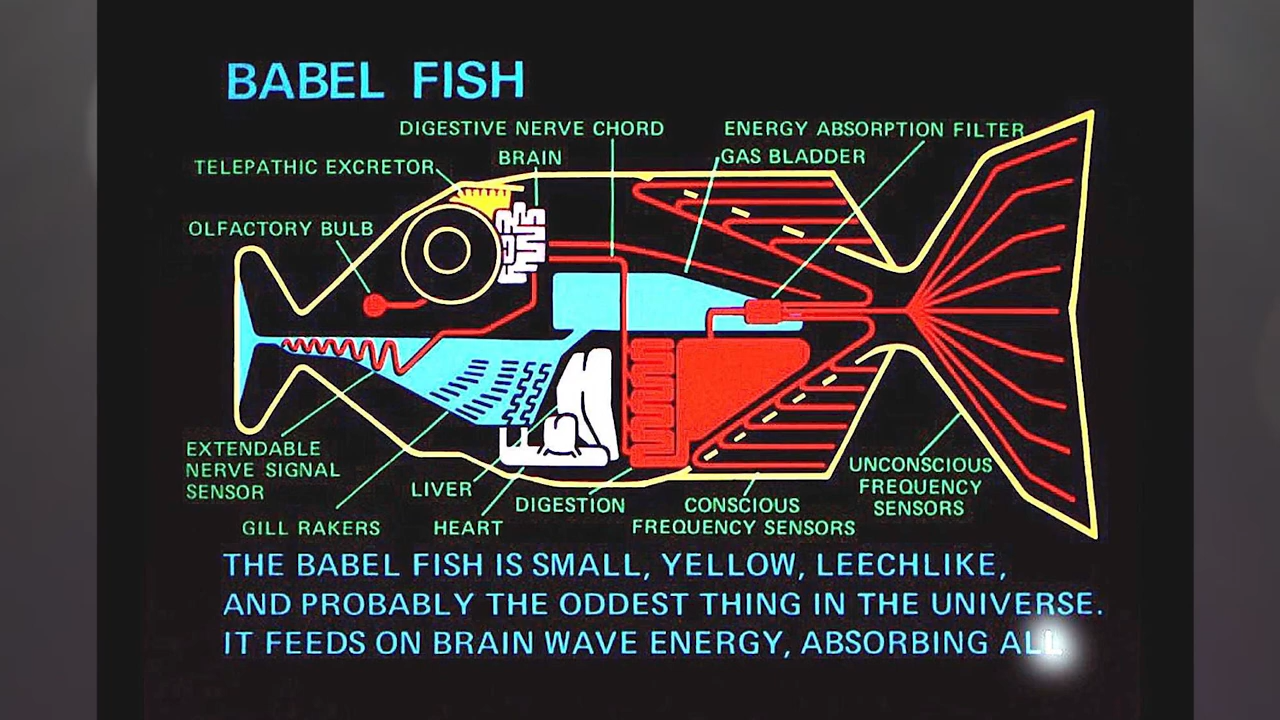 BABEL FISH
DIGESTIVE NERVE CHORD
ENERGY ABSORPTION FILTER
TELEPATHIC EXCRETOR
BRAIN
GAS BLADDER
OLFACTORY BULB
EXTENDABLE
NERVE SIGNAL
SENSOR
GILL RAKERS
LIVER
HEART
DIGESTION
CONSCIOUS
FREQUENCY SENSORS
UNCONSCIOUS
FREQUENCY
SENSORS
THE BABEL FISH IS SMALL, YELLOW, LEECHLIKE,
AND PROBABLY THE ODDEST THING IN THE UNIVERSE.
IT FEEDS ON BRAIN WAVE ENERGY, ABSORBING ALL